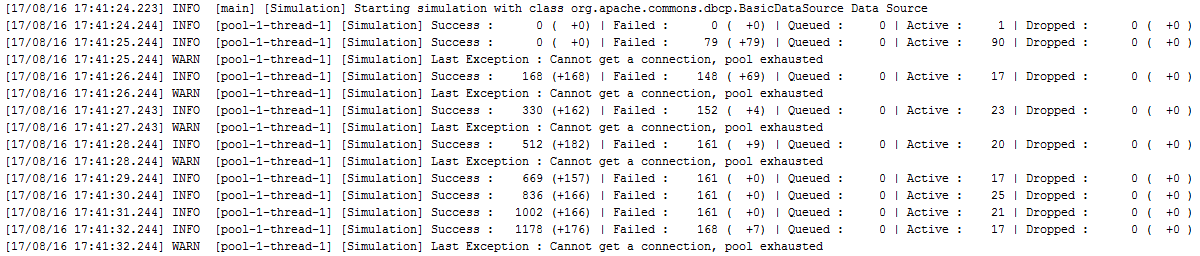 [17/08/16 17:41:24.223] INFO [main] [Simulation] Starting simulation with class org.apache.commons.dbcp.BasicDataSource Data Source
[17/08/16 17:41:24.244] INFO [pool-1-thread-1] [Simulation] Success : 0 ( +0) | Failed : 0 ( +0) | Queued : 0 | Active : 1 | Dropped : 0 ( +0 )
[17/08/16 17:41:25.244] INFO [pool-1-thread-1] [Simulation] Success : 0 ( +0) | Failed : 79 ( +79) | Queued : 0 | Active : 90 | Dropped : 0 ( +0 )
[17/08/16 17:41:25.244] WARN [pool-1-thread-1] [Simulation] Last Exception : Cannot get a connection, pool exhausted
[17/08/16 17:41:26.244] INFO [pool-1-thread-1] [Simulation] Success : 168 (+168) | Failed : 148 ( +69) | Queued : 0 | Active : 17 | Dropped : 0 ( +0 )
[17/08/16 17:41:26.244] WARN [pool-1-thread-1] [Simulation] Last Exception : Cannot get a connection, pool exhausted
[17/08/16 17:41:27.243] INFO [pool-1-thread-1] [Simulation] Success : 330 (+162) | Failed : 152 ( +4) | Queued : 0 | Active : 23 | Dropped : 0 ( +0 )
[17/08/16 17:41:27.243] WARN [pool-1-thread-1] [Simulation] Last Exception : Cannot get a connection, pool exhausted
[17/08/16 17:41:28.244] INFO [pool-1-thread-1] [Simulation] Success : 512 (+182) | Failed : 161 ( +9) | Queued : 0 | Active : 20 | Dropped : 0 ( +0 )
[17/08/16 17:41:28.244] WARN [pool-1-thread-1] [Simulation] Last Exception : Cannot get a connection, pool exhausted
[17/08/16 17:41:29.244] INFO [pool-1-thread-1] [Simulation] Success : 669 (+157) | Failed : 161 ( +0) | Queued : 0 | Active : 17 | Dropped : 0 ( +0 )
[17/08/16 17:41:30.244] INFO [pool-1-thread-1] [Simulation] Success : 836 (+166) | Failed : 161 ( +0) | Queued : 0 | Active : 25 | Dropped : 0 ( +0 )
[17/08/16 17:41:31.244] INFO [pool-1-thread-1] [Simulation] Success : 1002 (+166) | Failed : 161 ( +0) | Queued : 0 | Active : 21 | Dropped : 0 ( +0 )
[17/08/16 17:41:32.244] INFO [pool-1-thread-1] [Simulation] Success : 1178 (+176) | Failed : 168 ( +7) | Queued : 0 | Active : 17 | Dropped : 0 ( +0 )
[17/08/16 17:41:32.244] WARN [pool-1-thread-1] [Simulation] Last Exception : Cannot get a connection, pool exhausted